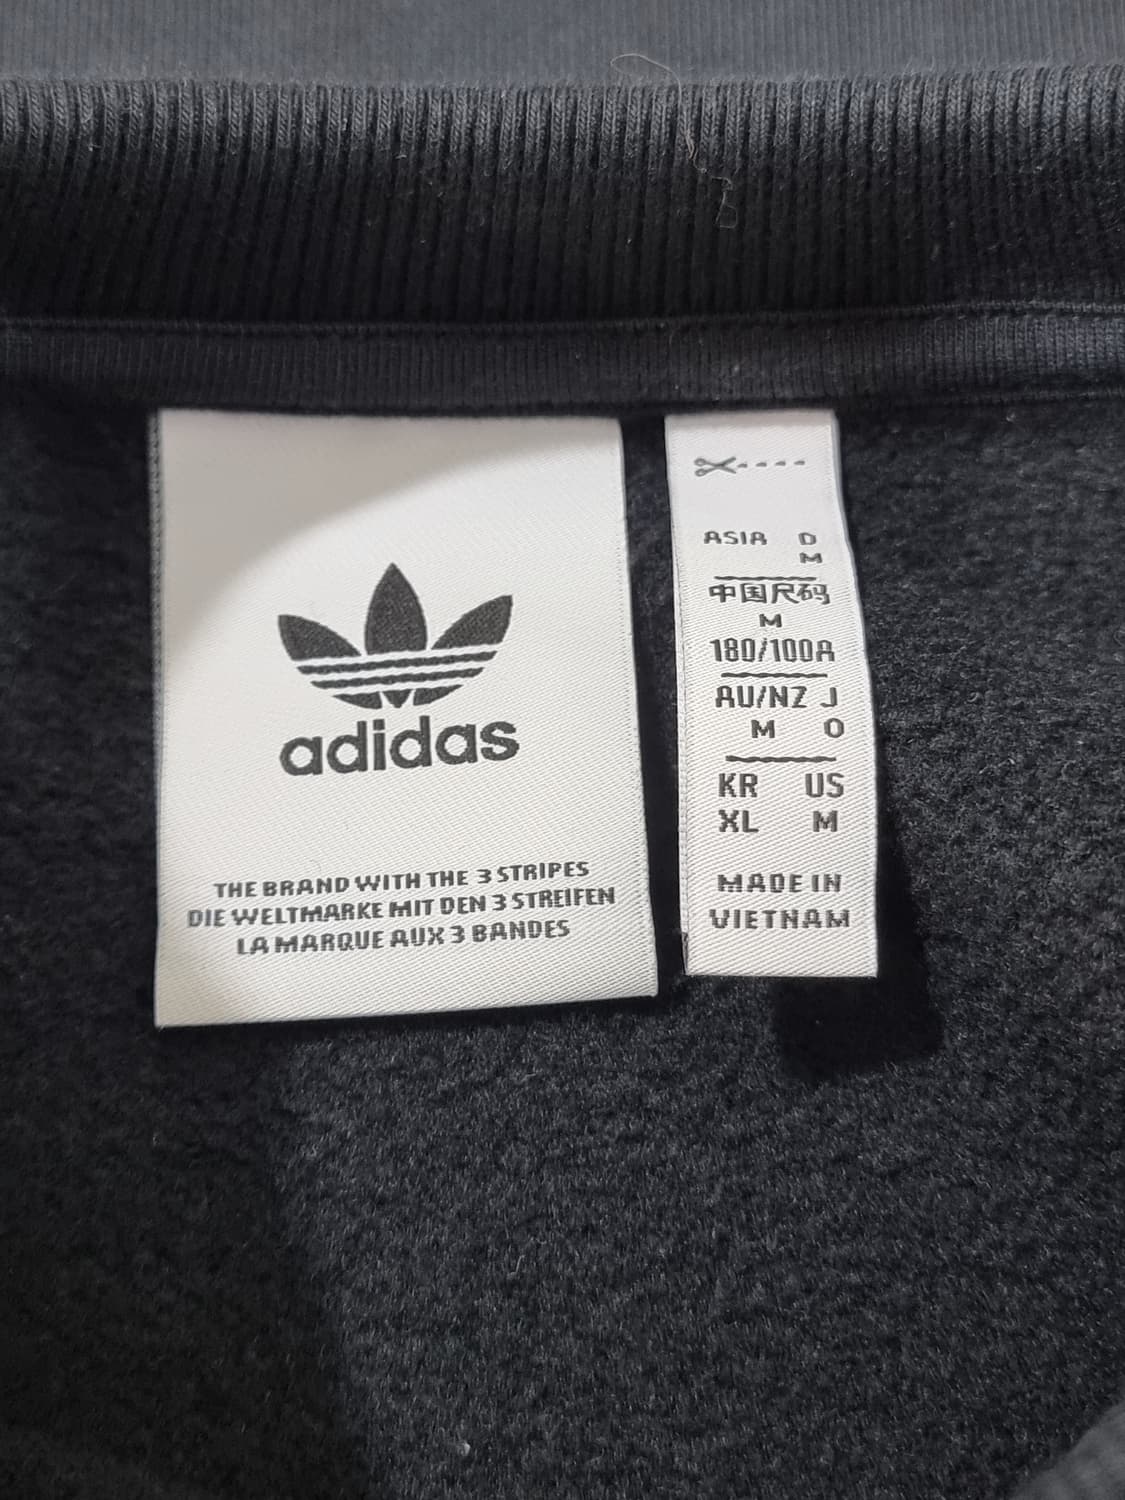 adidas
THE BRAND WITH THE 3 STRIPES
DIE WELTMARKE MIT DEN 3 STREIFEN
LA MARQUE AUX 3 BANDES
ASIA D
M
中国尺码
M
180/100A
AU/NZ J
M O
KR US
XL M
MADE IN
VIETNAM